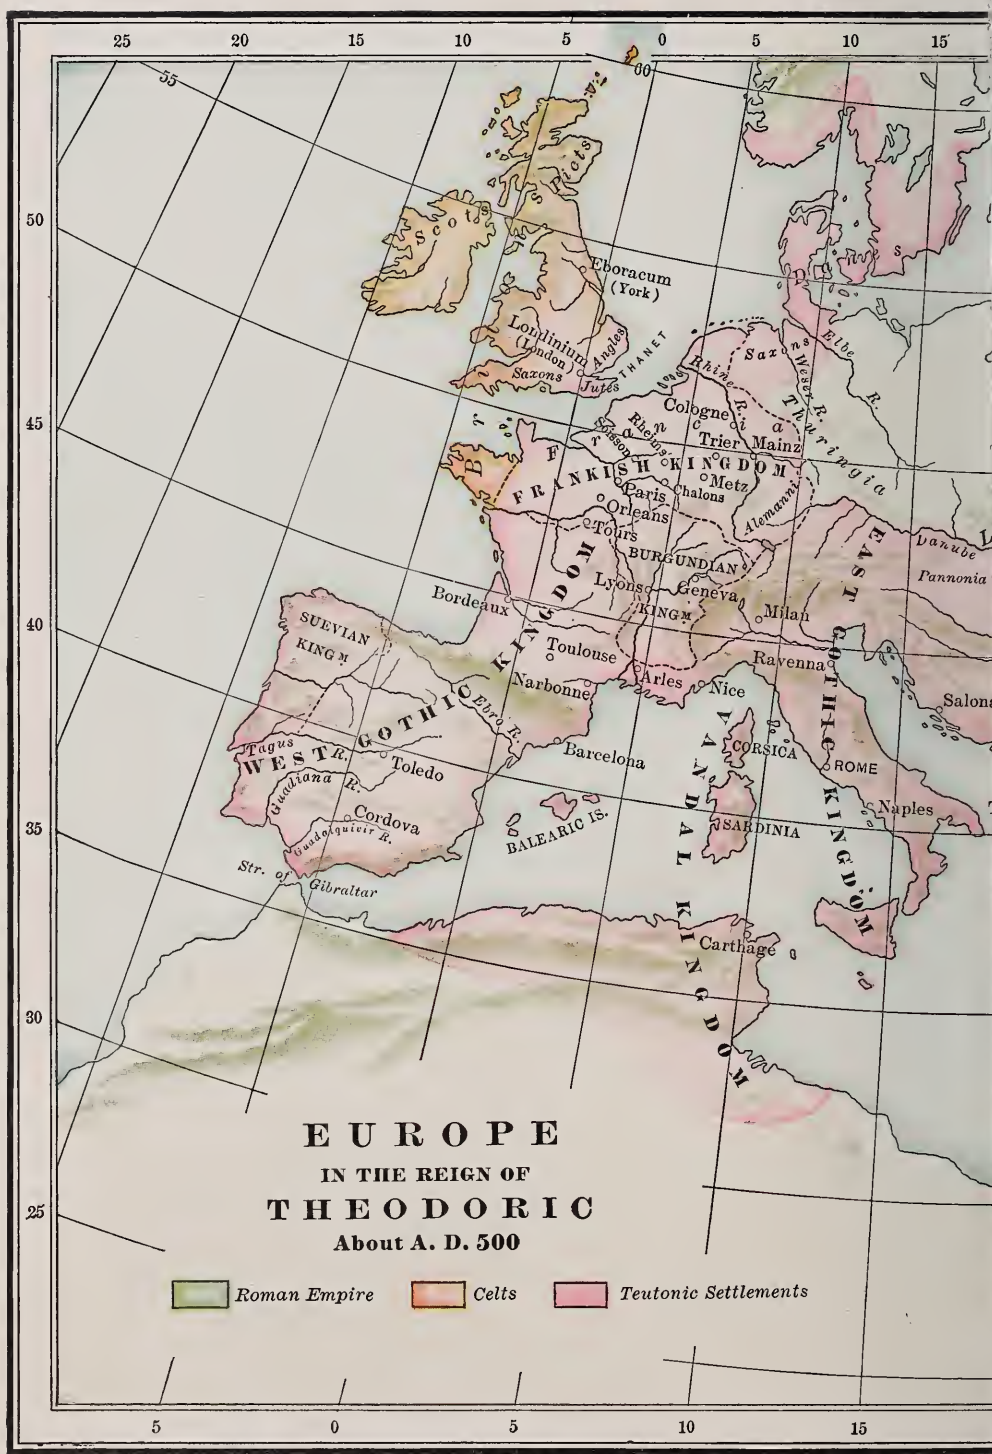 25 20 15 10 5 0 5 10 15
55
60
50
45
40
35
30
25
Picts
Scots
Eboracum
(York)
Londinium
(London)
Angles
THANET
Saxons
Jutes
Danes
Saxons
Elbe
R.
Weser R.
Rhine
R.
Thuringia
Cologne
Trier
Mainz
Soissons
Rheims
Francia
FRANKISH KINGDOM
Metz
Paris
Chalons
Orleans
Alemanni
Tours
BURGUNDIAN
KINGM
Lyons
Geneva
Milan
EAST GOTHIC KINGDOM
Danube
Pannonia
Bordeaux
SUEVIAN
KINGM
Toulouse
Narbonne
Arles
Nice
Ravenna
Salona
WEST GOTHIC KINGDOM
Ebro R.
Tagus
R.
Toledo
Barcelona
Guadiana R.
Cordova
Guadalquivir R.
BALEARIC IS.
CORSICA
ROME
SARDINIA
Naples
Str. of Gibraltar
VANDAL KINGDOM
Carthage
EUROPE
IN THE REIGN OF
THEODORIC
About A. D. 500
Roman Empire
Celts
Teutonic Settlements
5 0 5 10 15